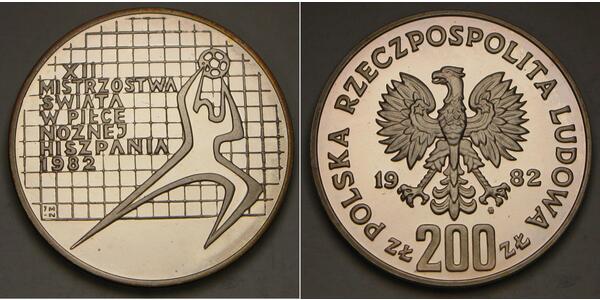 XII
MISTRZOSTWA
ŚWIATA
W PIŁCE
NOŻNEJ
HISZPANIA
1982
POLSKA RZECZPOSPOLITA LUDOWA
19 82
ZŁ 200 ZŁ